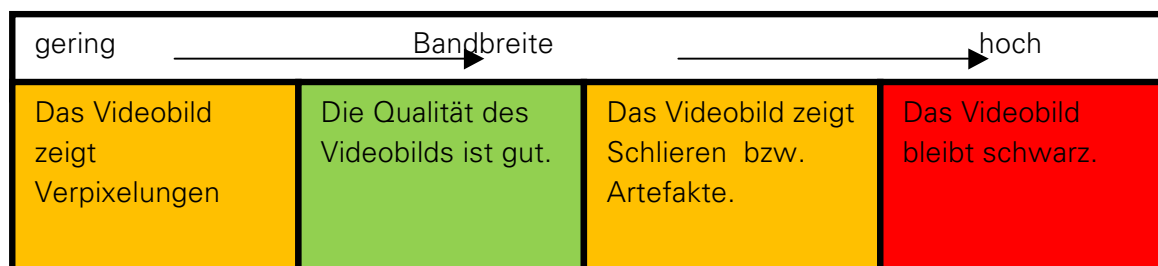 gering Bandbreite hoch
Das Videobild
zeigt
Verpixelungen
Die Qualität des
Videobilds ist gut.
Das Videobild zeigt
Schlieren bzw.
Artefakte.
Das Videobild
bleibt schwarz.